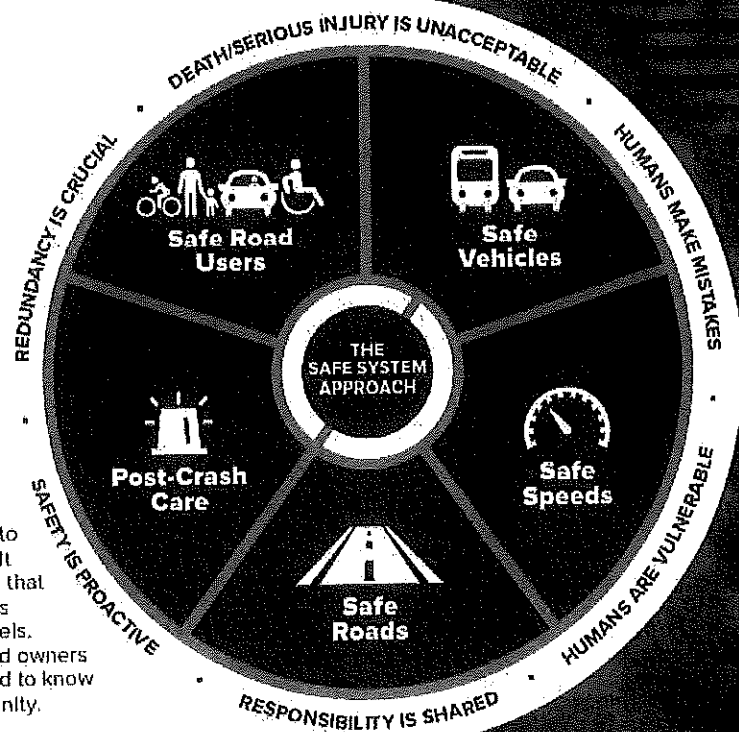 DEATH/SERIOUS INJURY IS UNACCEPTABLE
HUMANS MAKE MISTAKES
HUMANS ARE VULNERABLE
RESPONSIBILITY IS SHARED
SAFETY IS PROACTIVE
REDUNDANCY IS CRUCIAL
Safe Road
Users
Safe
Vehicles
THE
SAFE SYSTEM
APPROACH
Safe
Speeds
Post-Crash
Care
Safe
Roads
to
that
els.
d owners
d to know
nity.